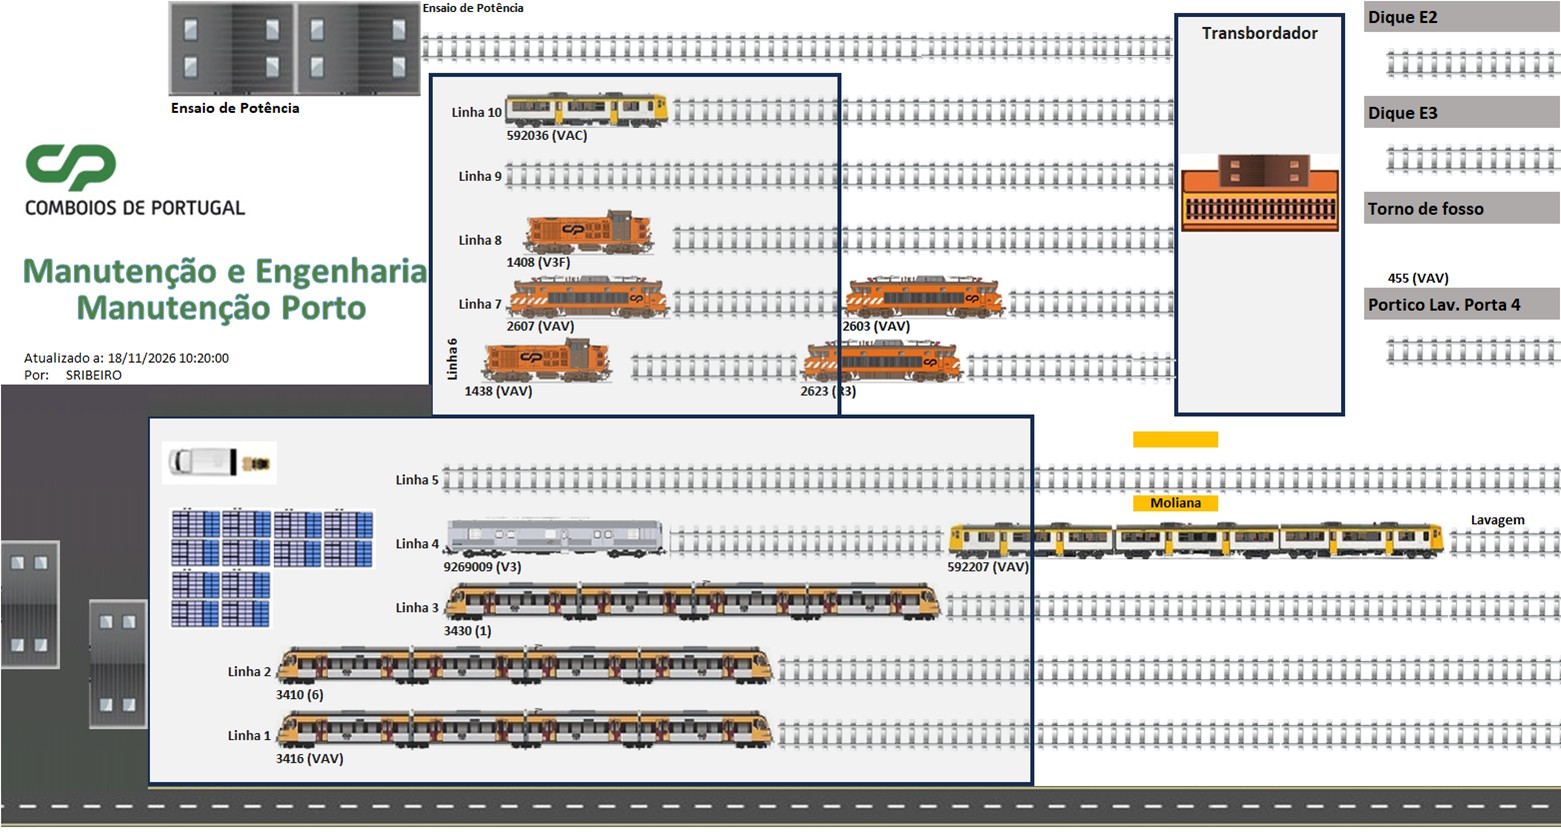 Ensaio de Potência
Ensaio de Potência
Transbordador
Dique E2
Dique E3
Torno de fosso
455 (VAV)
Portico Lav. Porta 4
CP
COMBOIOS DE PORTUGAL
Manutenção e Engenharia
Manutenção Porto
Atualizado a: 18/11/2026 10:20:00
Por: SRIBEIRO
Linha 10
592036 (VAC)
Linha 9
Linha 8
1408 (V3F)
Linha 7
2607 (VAV)
2603 (VAV)
Linha 6
1438 (VAV)
2623 (R3)
Linha 5
Moliana
Lavagem
Linha 4
9269009 (V3)
592207 (VAV)
Linha 3
3430 (1)
Linha 2
3410 (6)
Linha 1
3416 (VAV)